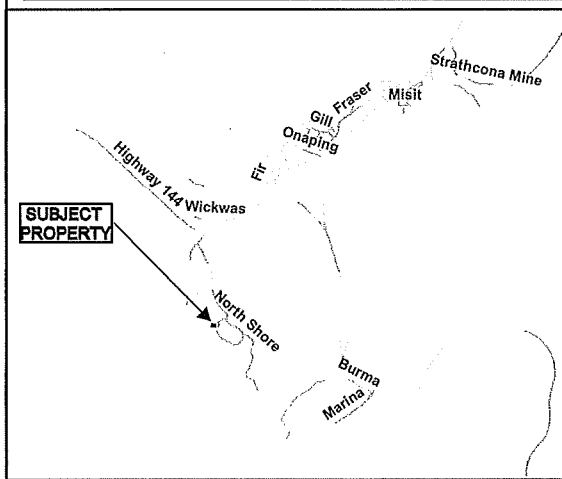 Strathcona Mine
Misit
Fraser
Gill
Onaping
Fir
Highway 144
Wickwas
SUBJECT
PROPERTY
North Shore
Burma
Marina